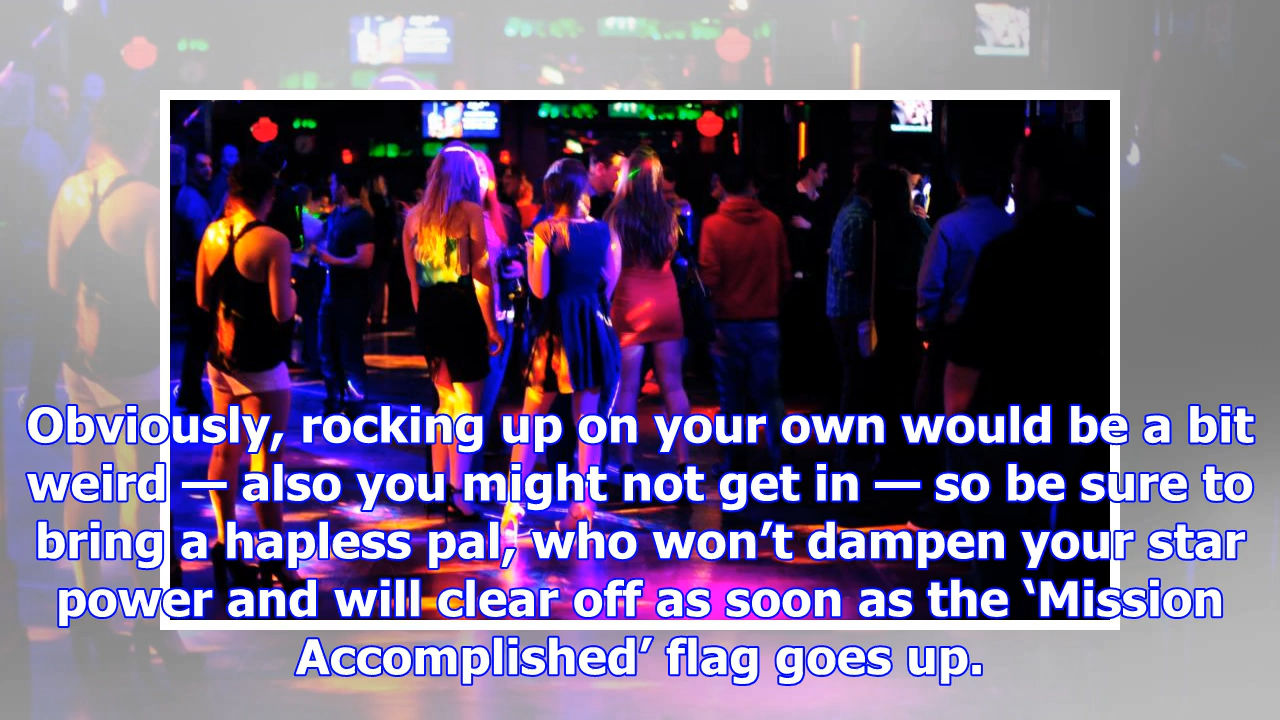 Obviously, rocking up on your own would be a bit
weird — also you might not get in — so be sure to
bring a hapless pal, who won’t dampen your star
power and will clear off as soon as the ‘Mission
Accomplished’ flag goes up.